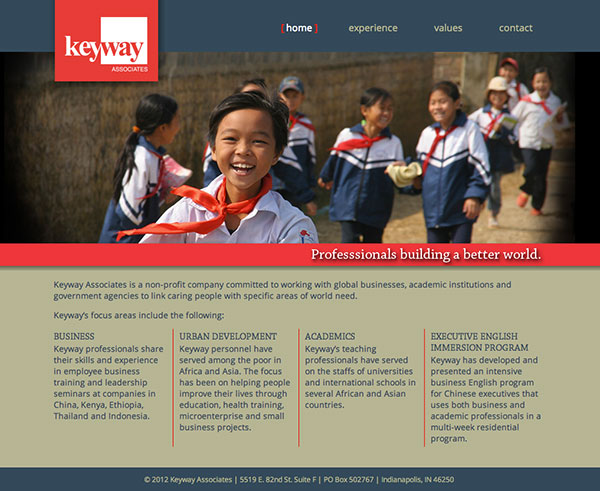 keyway
ASSOCIATES
[ home ]
experience
values
contact
Professsionals building a better world.
Keyway Associates is a non-profit company committed to working with global businesses, academic institutions and
government agencies to link caring people with specific areas of world need.
Keyway's focus areas include the following:
BUSINESS
Keyway professionals share
their skills and experience
in employee business
training and leadership
seminars at companies in
China, Kenya, Ethiopia,
Thailand and Indonesia.
URBAN DEVELOPMENT
Keyway personnel have
served among the poor in
Africa and Asia. The focus
has been on helping people
improve their lives through
education, health training,
microenterprise and small
business projects.
ACADEMICS
Keyway's teaching
professionals have served
on the staffs of universities
and international schools in
several African and Asian
countries.
EXECUTIVE ENGLISH
IMMERSION PROGRAM
Keyway has developed and
presented an intensive
business English program
for Chinese executives that
uses both business and
academic professionals in a
multi-week residential
program.
© 2012 Keyway Associates | 5519 E. 82nd St. Suite F | PO Box 502767 | Indianapolis, IN 46250